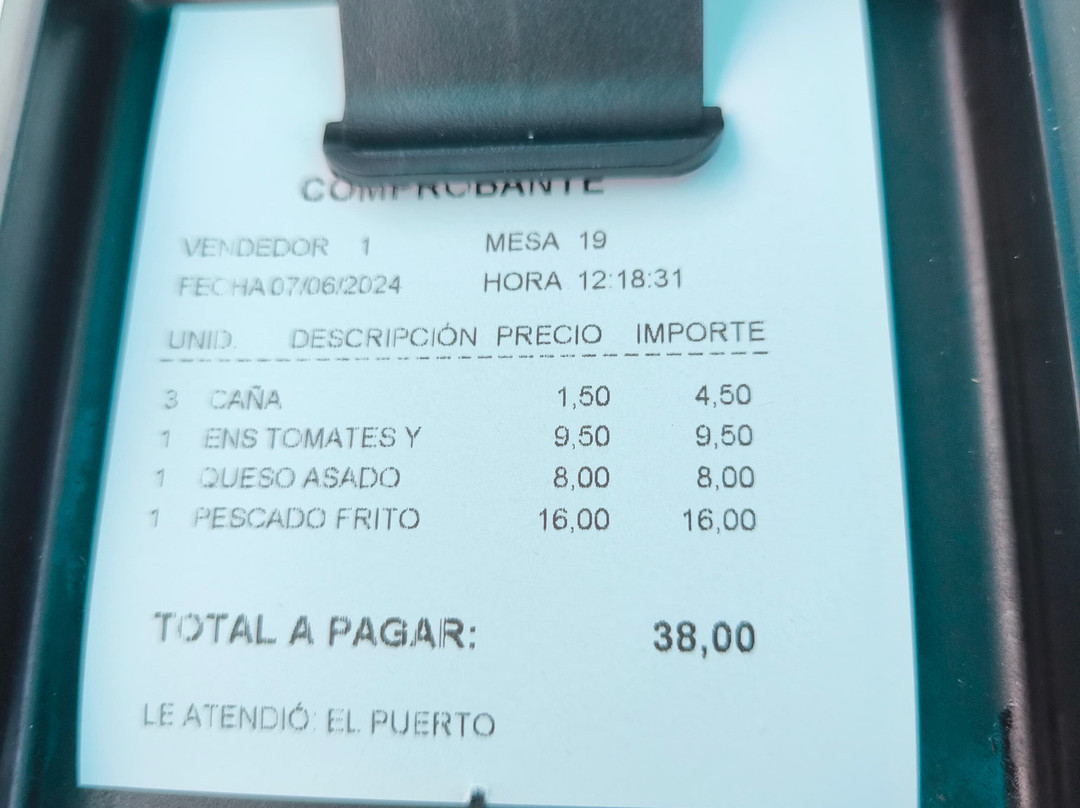 COMPROBANTE
VENDEDOR 1 MESA 19
FECHA 07/06/2024 HORA 12:18:31
UNID. DESCRIPCIÓN PRECIO IMPORTE
3 CAÑA 1,50 4,50
1 ENS TOMATES Y 9,50 9,50
1 QUESO ASADO 8,00 8,00
1 PESCADO FRITO 16,00 16,00
TOTAL A PAGAR: 38,00
LE ATENDIÓ: EL PUERTO